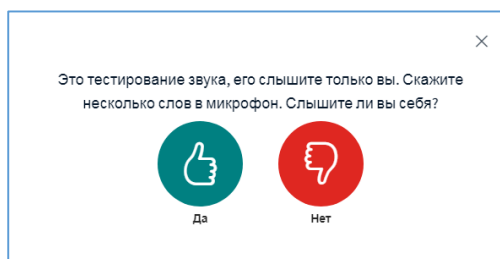 Это тестирование звука, его слышите только вы. Скажите
несколько слов в микрофон. Слышите ли вы себя?
Да
Нет